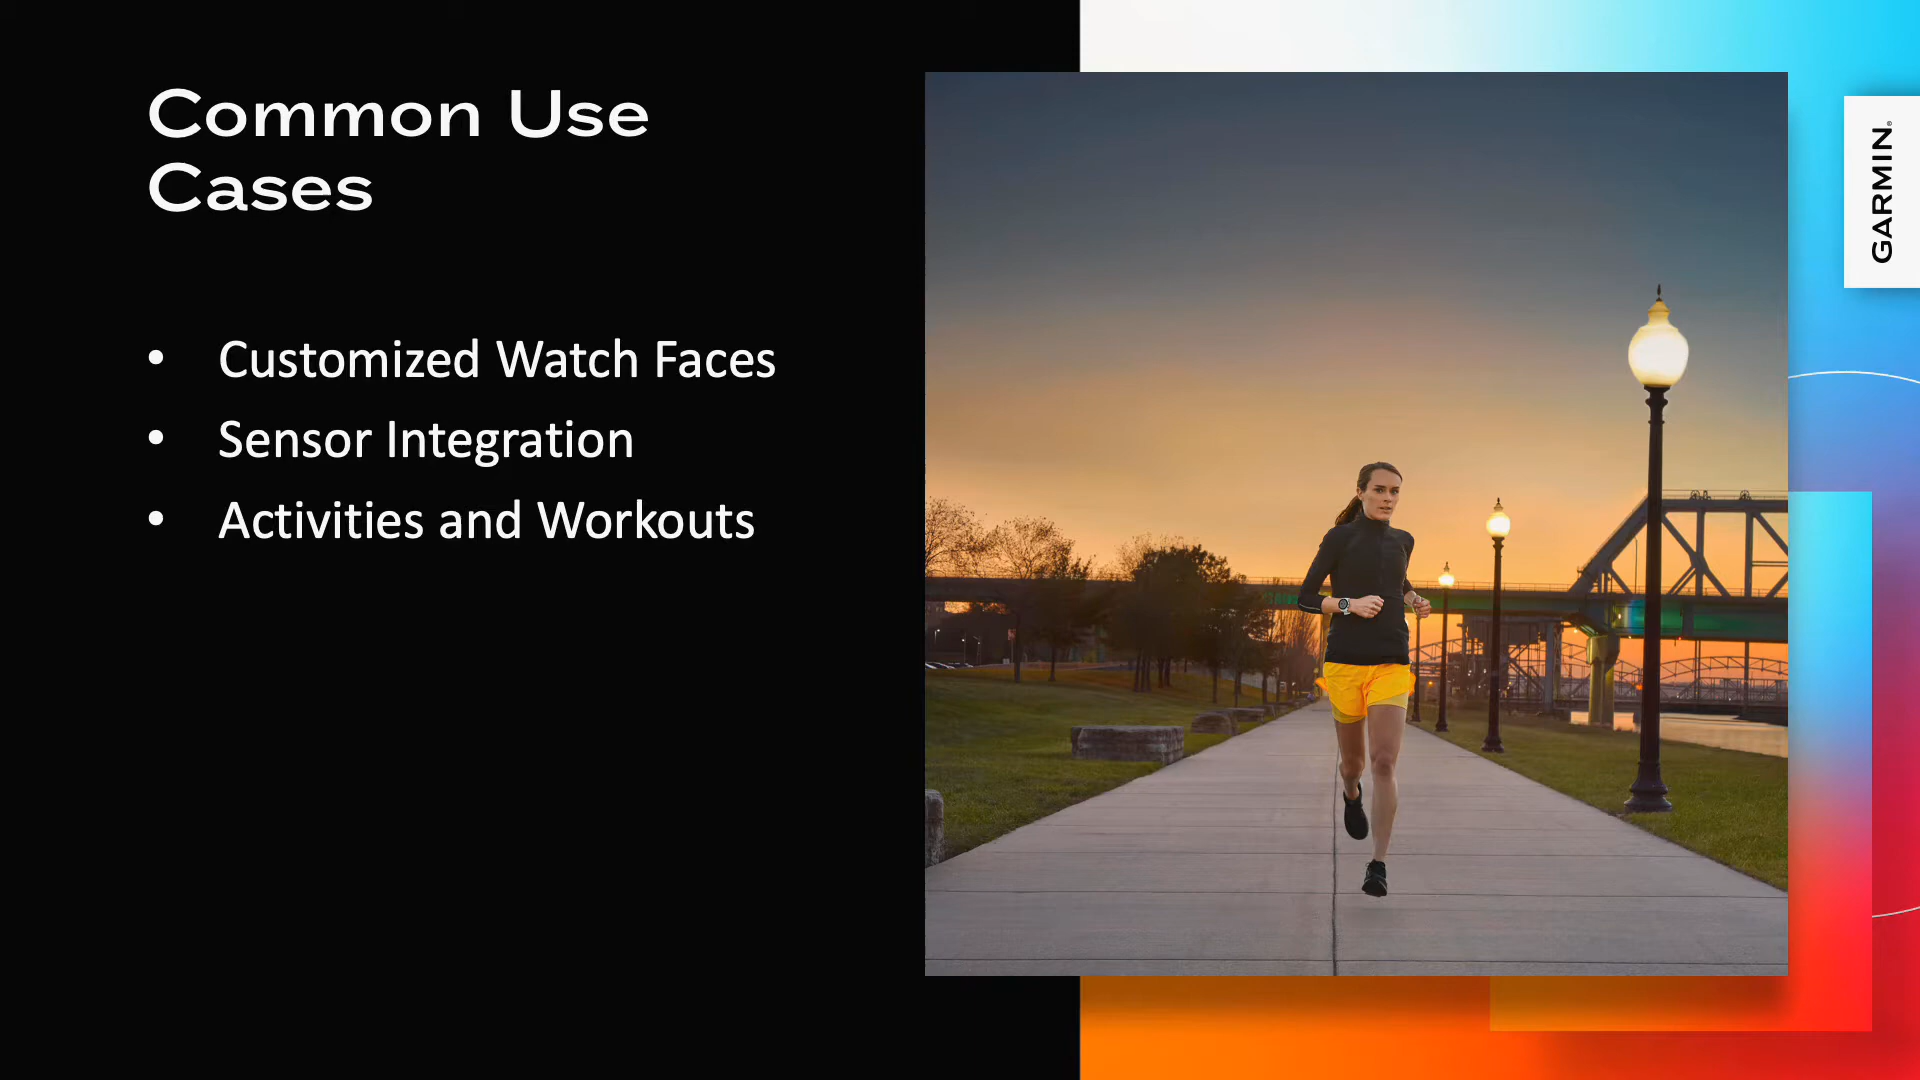 Common Use
Cases
• Customized Watch Faces
• Sensor Integration
• Activities and Workouts
GARMIN®